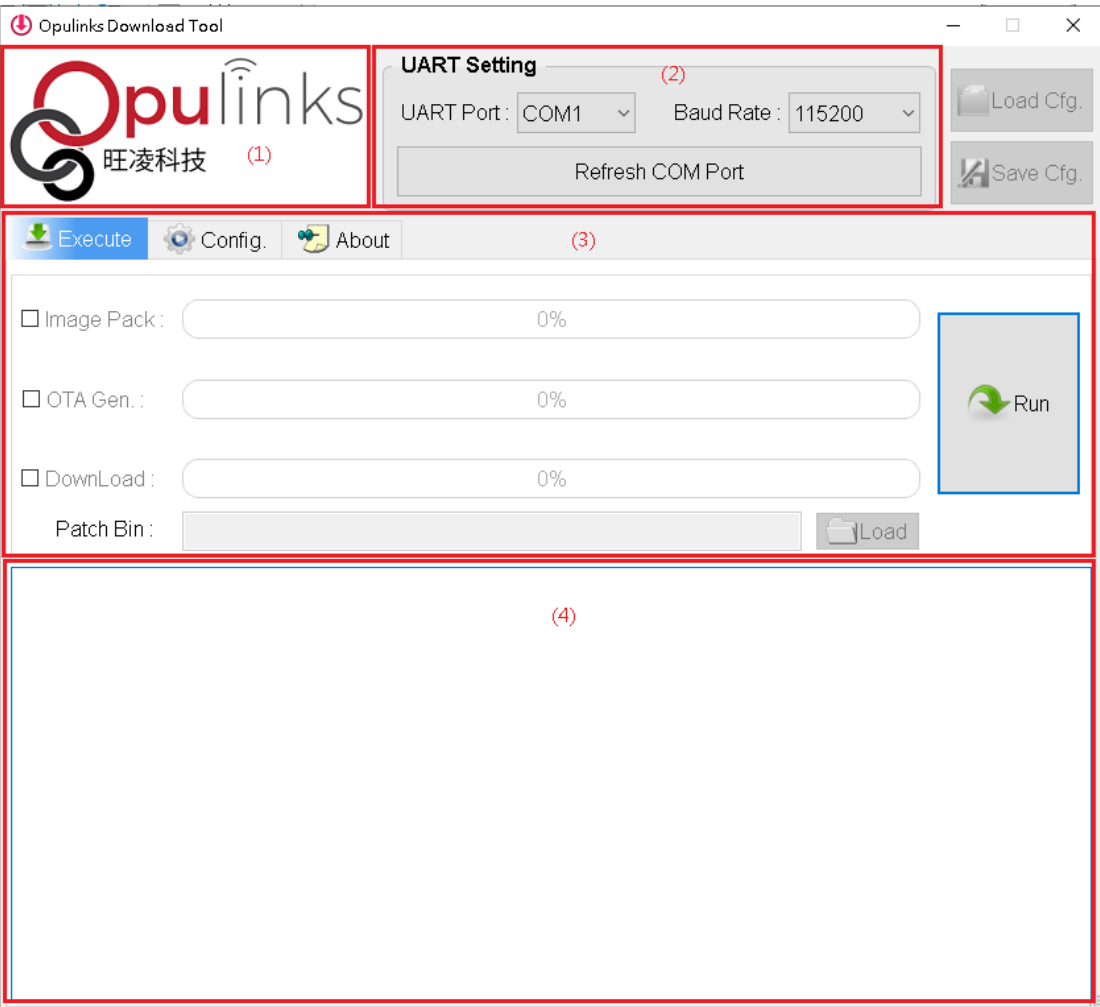 Opulinks Download Tool
Opulinks
旺凌科技
(1)
UART Setting
(2)
UART Port :
COM1
Baud Rate :
115200
Refresh COM Port
Load Cfg.
Save Cfg.
Execute
Config.
About
(3)
Image Pack :
0%
OTA Gen. :
0%
DownLoad :
0%
Run
Patch Bin :
Load
(4)